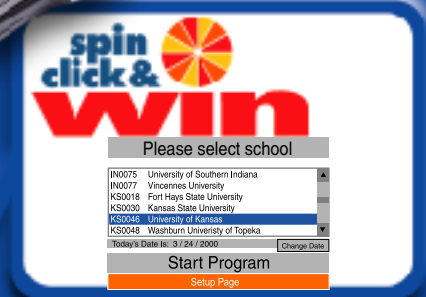 spin
click &
win
Please select school
IN0075 University of Southern Indiana
IN0077 Vincennes University
KS0018 Fort Hays State University
KS0030 Kansas State University
KS0046 University of Kansas
KS0048 Washburn Univeristy of Topeka
Today's Date Is: 3 / 24 / 2000 Change Date
Start Program
Setup Page